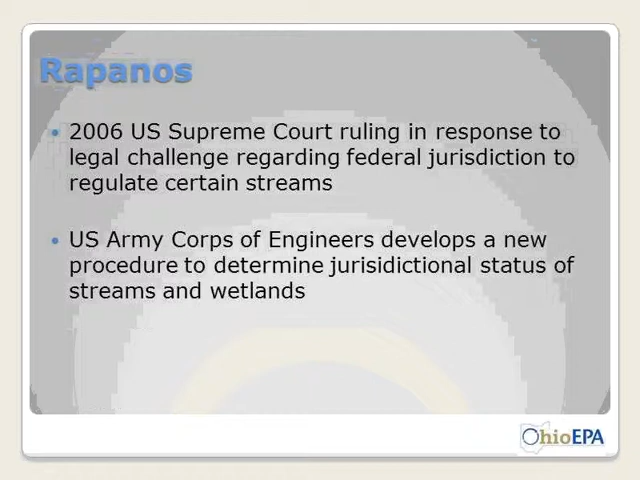 Rapanos
• 2006 US Supreme Court ruling in response to
legal challenge regarding federal jurisdiction to
regulate certain streams
• US Army Corps of Engineers develops a new
procedure to determine jurisidictional status of
streams and wetlands
OhioEPA